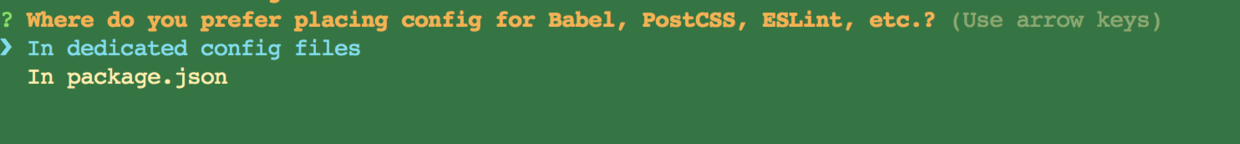 ? Where do you prefer placing config for Babel, PostCSS, ESLint, etc.? (Use arrow keys)
❯ In dedicated config files
In package.json